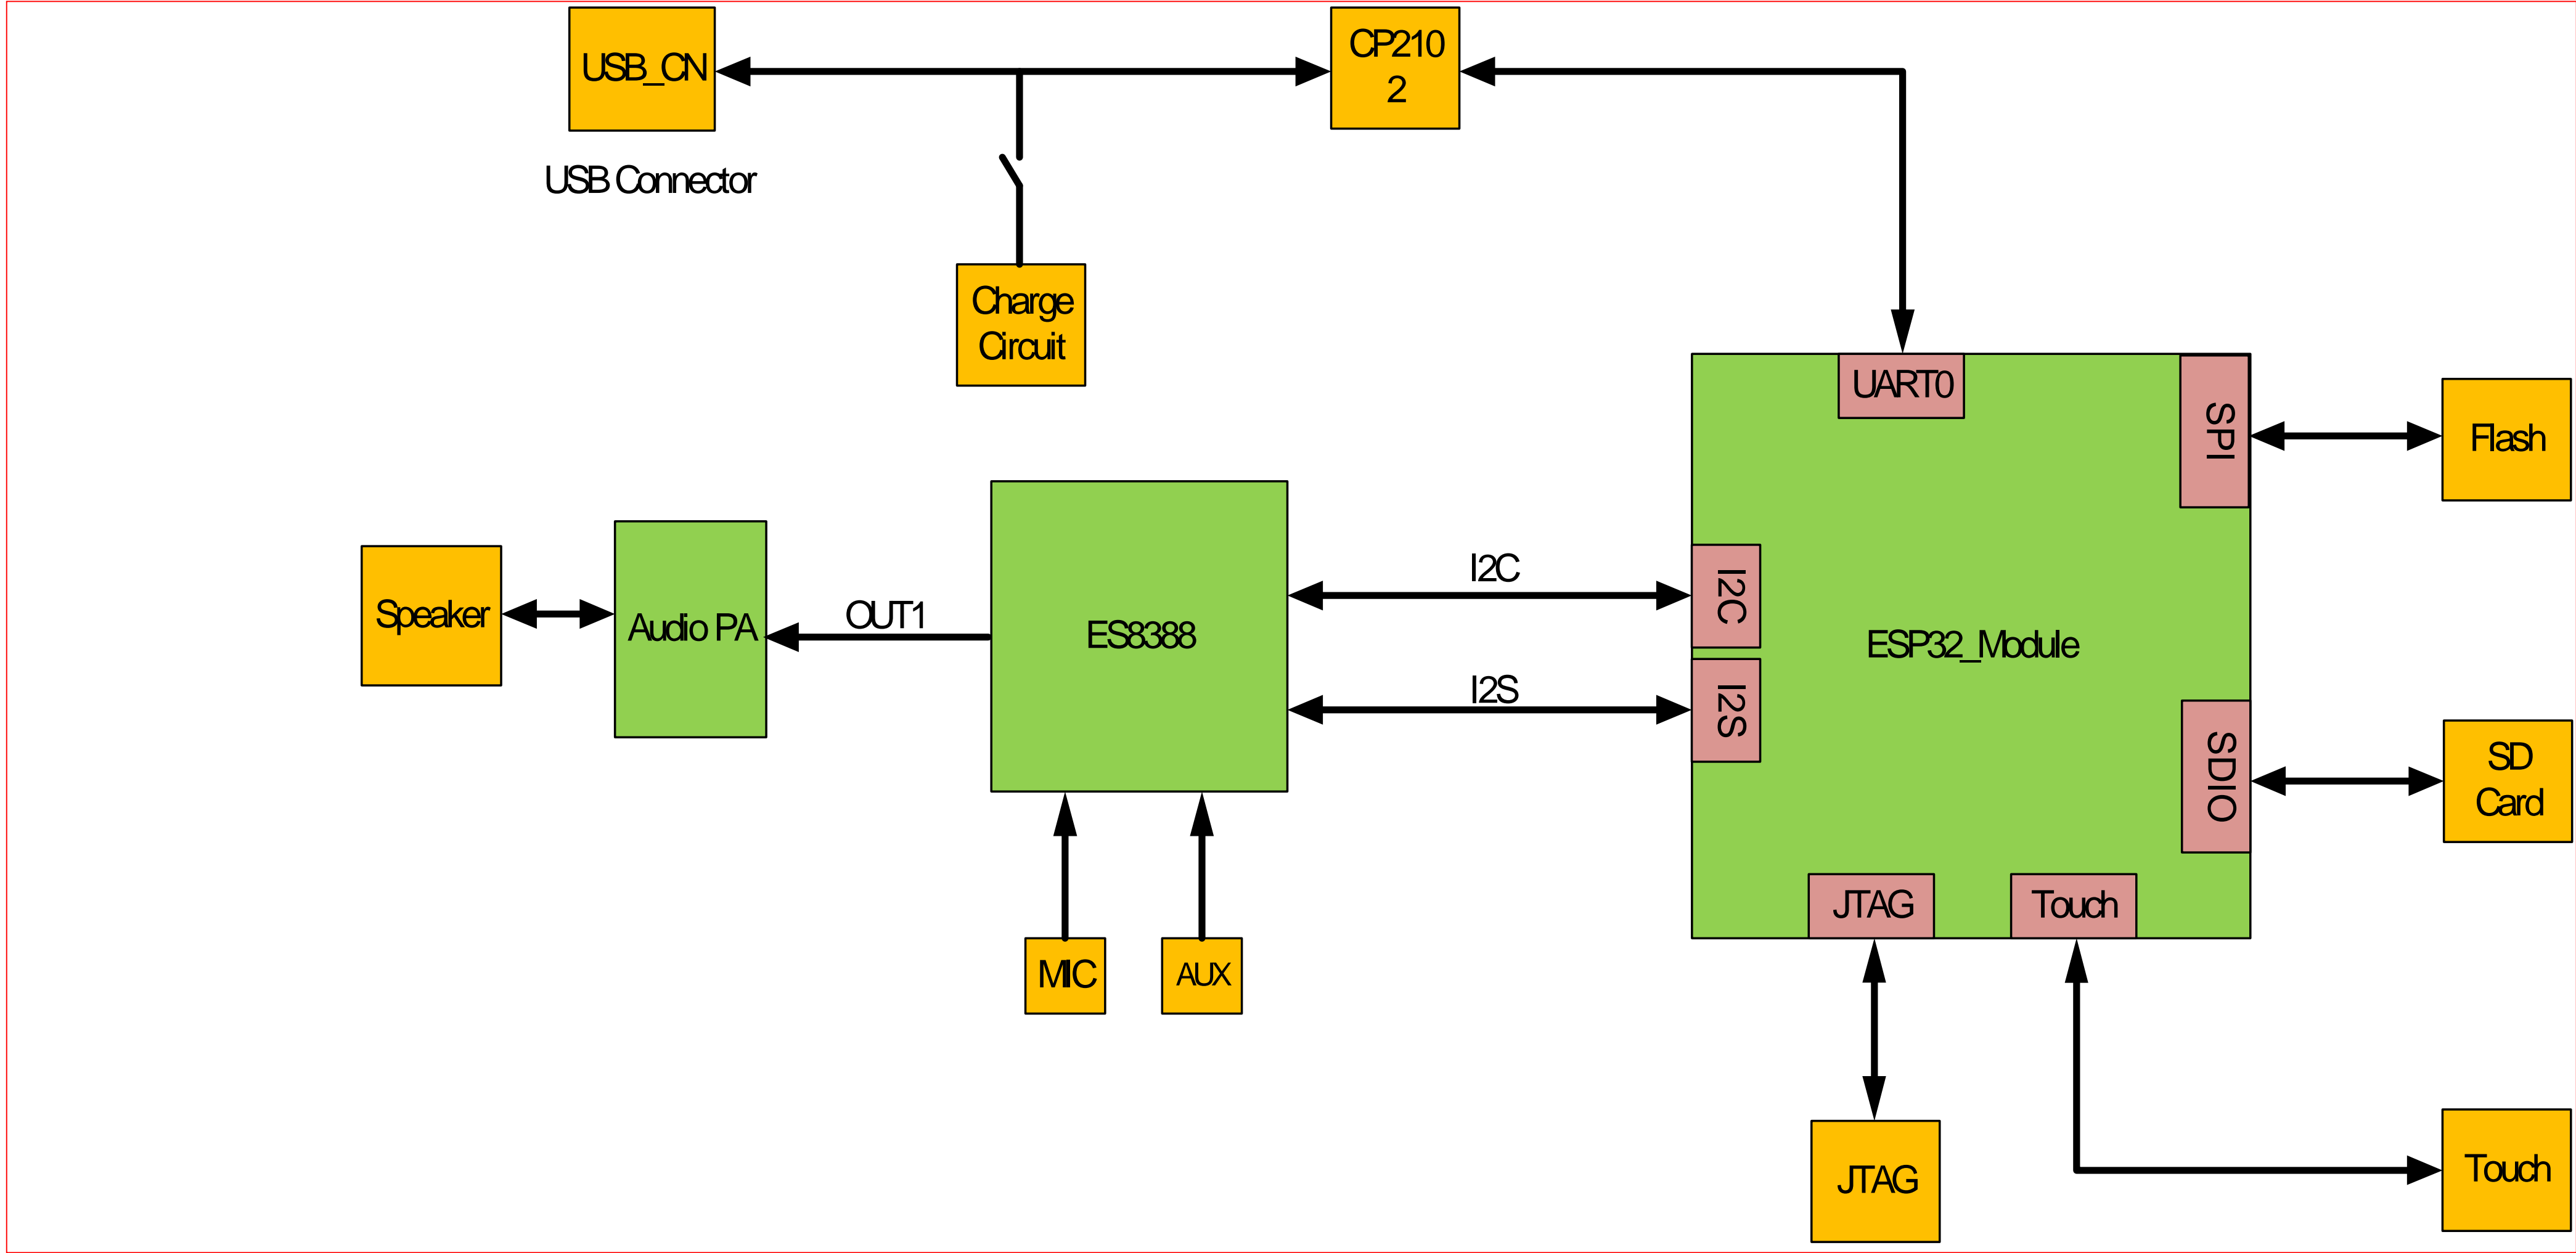 USB_CN
CP210
2
USB Connector
Charge
Circuit
UART0
SPI
Flash
Speaker
Audio PA
OUT1
ES8388
I2C
I2S
I2C
I2S
ESP32_Module
SDIO
SD
Card
JTAG
Touch
MIC
AUX
JTAG
Touch